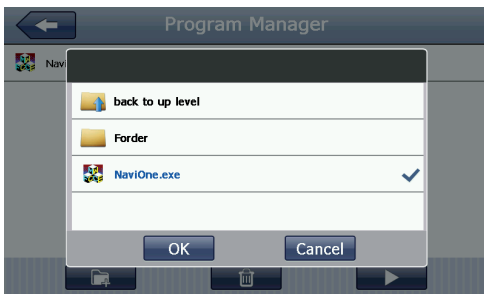 Program Manager
Navi
back to up level
Forder
NaviOne.exe
OK
Cancel